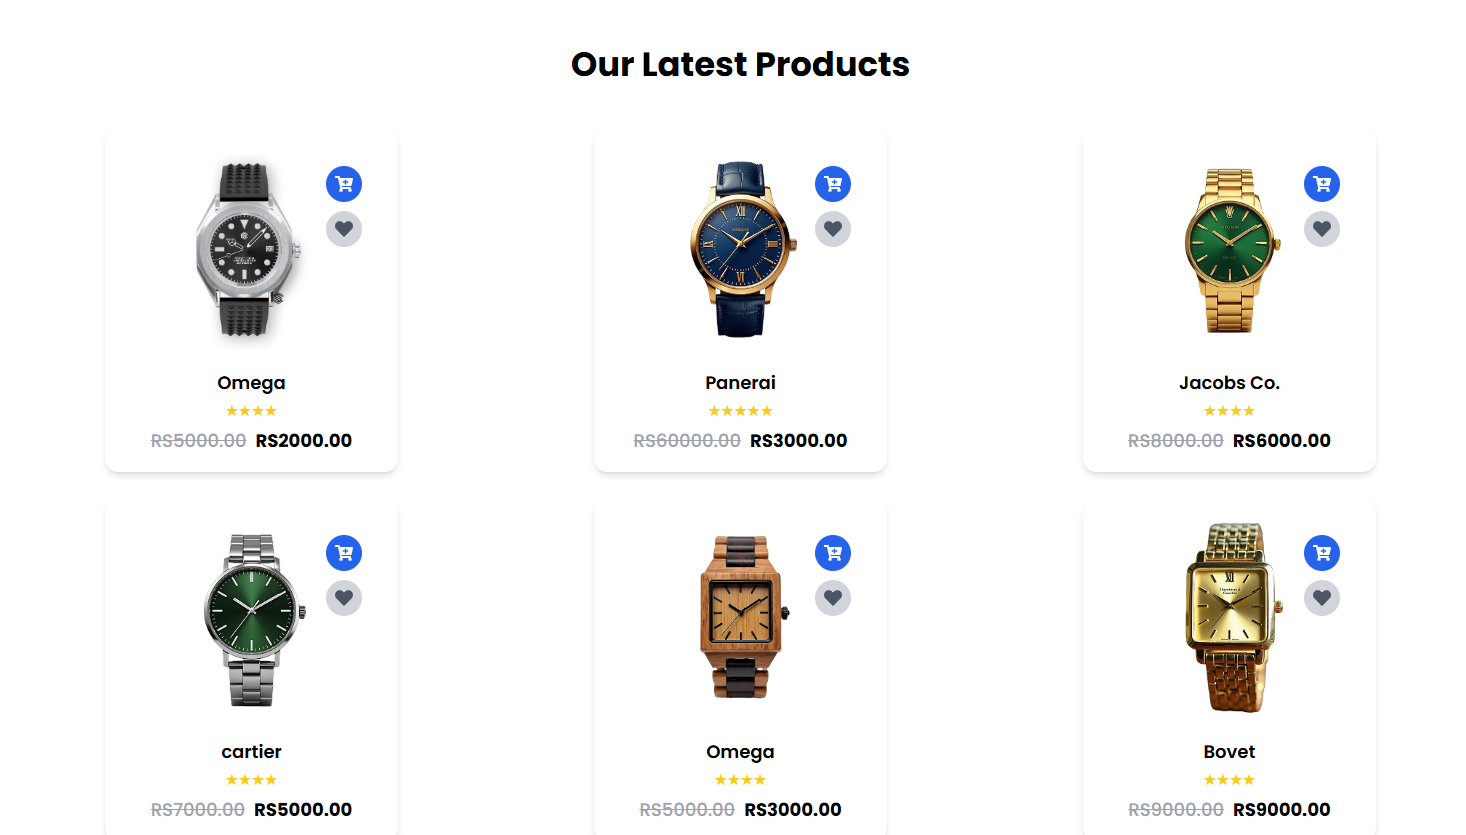 Our Latest Products
Omega
★★★★
RS5000.00 RS2000.00
Panerai
★★★★★
RS60000.00 RS3000.00
Jacobs Co.
★★★★
RS8000.00 RS6000.00
cartier
★★★★
RS7000.00 RS5000.00
Omega
★★★★
RS5000.00 RS3000.00
Bovet
★★★★
RS9000.00 RS9000.00